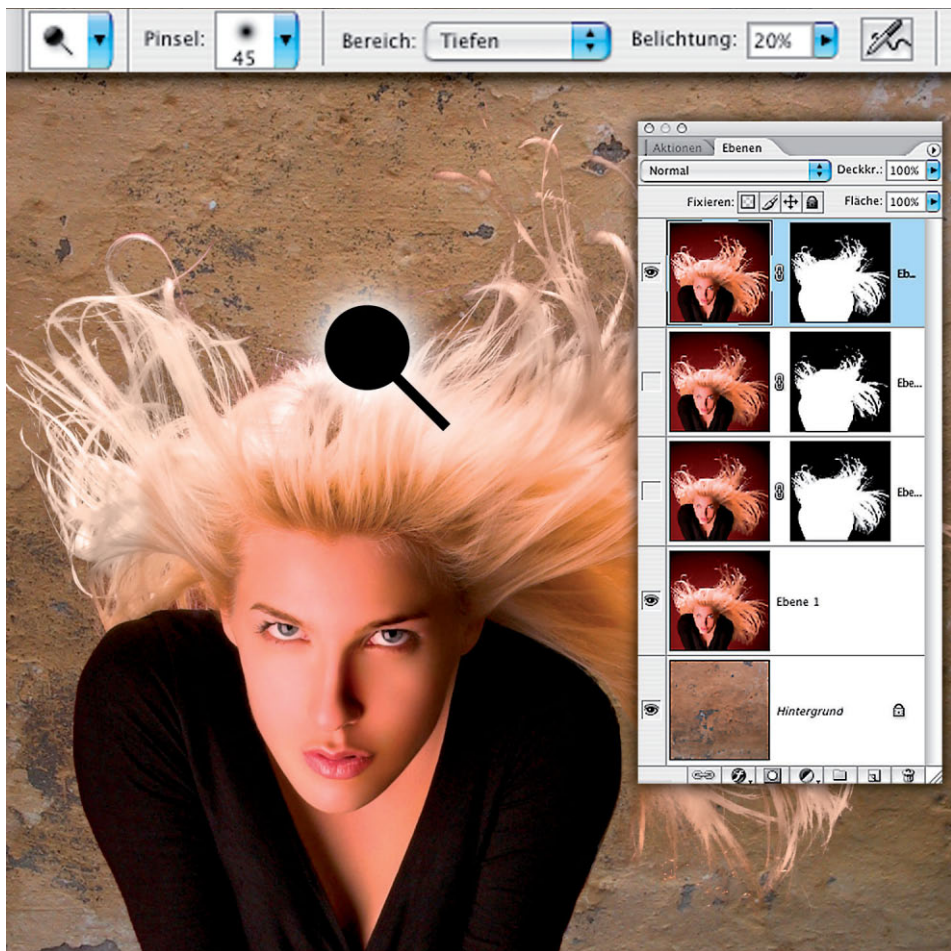 Pinsel: 45 Bereich: Tiefen Belichtung: 20%
Aktionen Ebenen
Normal Deckkr.: 100%
Fixieren: Fläche: 100%
Eb...
Ebe...
Ebe...
Ebene 1
Hintergrund